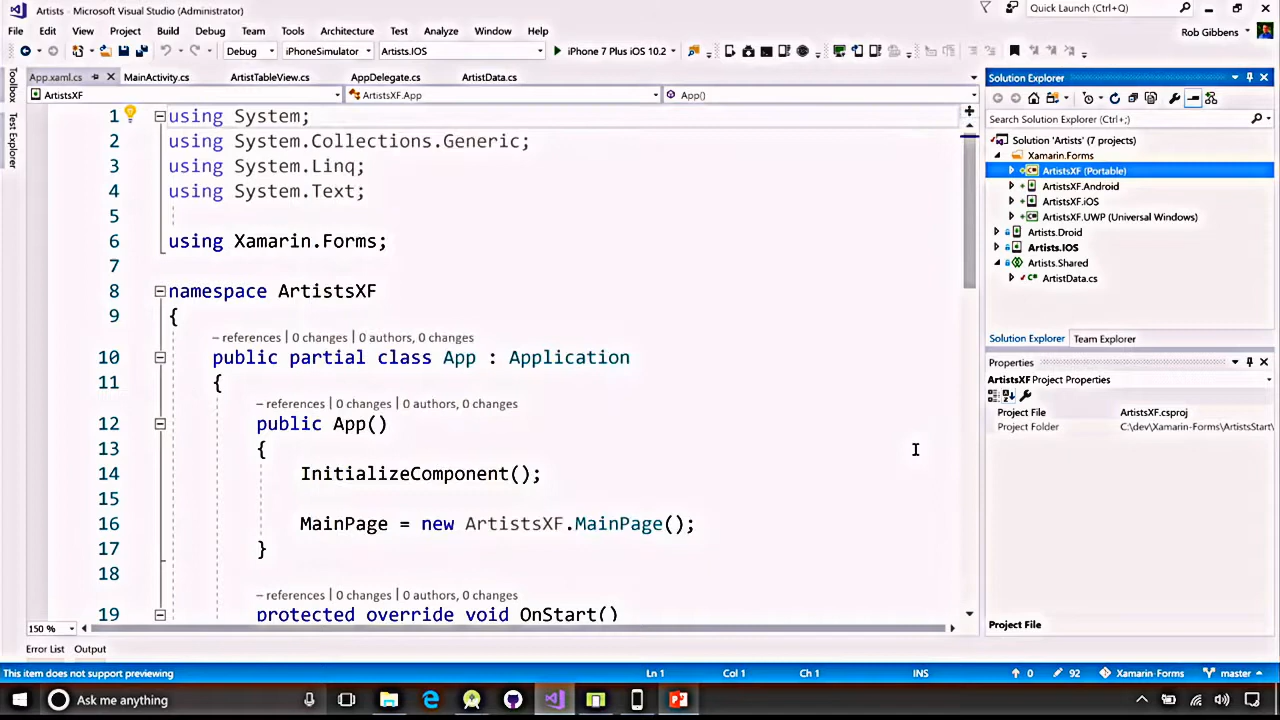 Artists - Microsoft Visual Studio (Administrator)
Quick Launch (Ctrl+Q)
File Edit View Project Build Debug Team Tools Architecture Test Analyze Window Help
Rob Gibbens
Debug iPhoneSimulator Artists.IOS iPhone 7 Plus iOS 10.2
App.xaml.cs MainActivity.cs ArtistTableView.cs AppDelegate.cs ArtistData.cs
ArtistsXF ArtistsXF.App App()
Toolbox
Test Explorer
1 using System;
2 using System.Collections.Generic;
3 using System.Linq;
4 using System.Text;
5
6 using Xamarin.Forms;
7
8 namespace ArtistsXF
9 {
– references | 0 changes | 0 authors, 0 changes
10 public partial class App : Application
11 {
– references | 0 changes | 0 authors, 0 changes
12 public App()
13 {
14 InitializeComponent();
15
16 MainPage = new ArtistsXF.MainPage();
17 }
18
– references | 0 changes | 0 authors, 0 changes
19 protected override void OnStart()
150 %
Error List Output
Solution Explorer
Search Solution Explorer (Ctrl+;)
Solution 'Artists' (7 projects)
Xamarin.Forms
ArtistsXF (Portable)
ArtistsXF.Android
ArtistsXF.iOS
ArtistsXF.UWP (Universal Windows)
Artists.Droid
Artists.IOS
Artists.Shared
ArtistData.cs
Solution Explorer Team Explorer
Properties
ArtistsXF Project Properties
Project File ArtistsXF.csproj
Project Folder C:\dev\Xamarin-Forms\ArtistsStart\
Project File
This item does not support previewing Ln 1 Col 1 Ch 1 INS 0 92 Xamarin-Forms master
Ask me anything